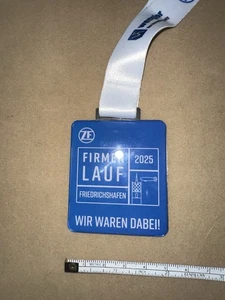 ZF
FIRMEN 2025
LAUF
FRIEDRICHSHAFEN
WIR WAREN DABEI!